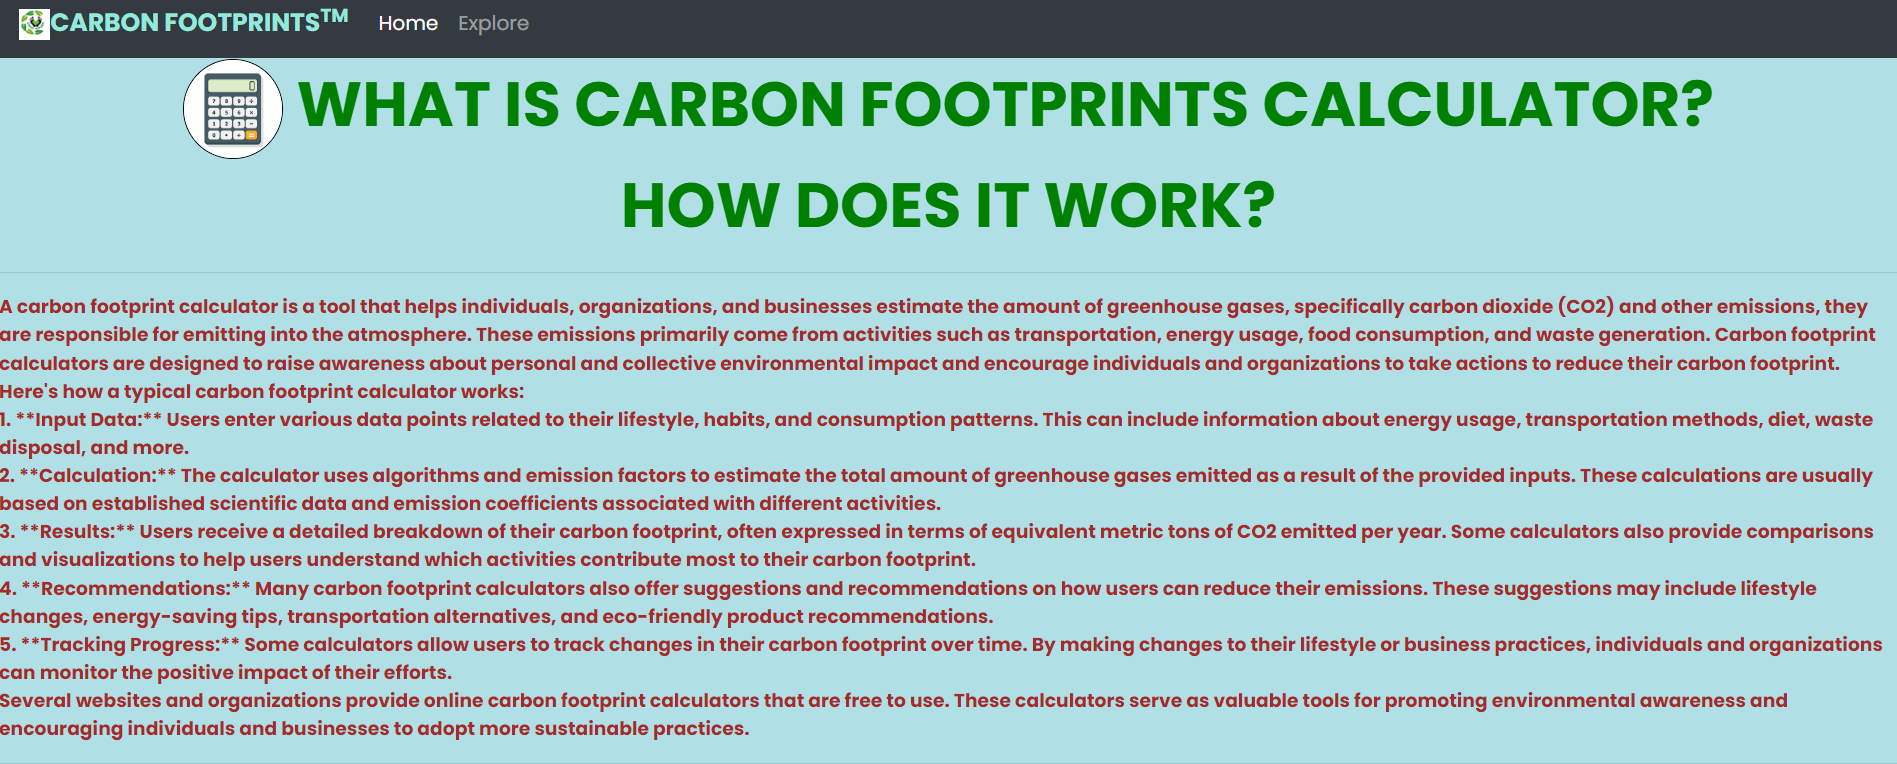 CARBON FOOTPRINTS™ Home Explore
WHAT IS CARBON FOOTPRINTS CALCULATOR?
HOW DOES IT WORK?
A carbon footprint calculator is a tool that helps individuals, organizations, and businesses estimate the amount of greenhouse gases, specifically carbon dioxide (CO2) and other emissions, they
are responsible for emitting into the atmosphere. These emissions primarily come from activities such as transportation, energy usage, food consumption, and waste generation. Carbon footprint
calculators are designed to raise awareness about personal and collective environmental impact and encourage individuals and organizations to take actions to reduce their carbon footprint.
Here's how a typical carbon footprint calculator works:
1. **Input Data:** Users enter various data points related to their lifestyle, habits, and consumption patterns. This can include information about energy usage, transportation methods, diet, waste
disposal, and more.
2. **Calculation:** The calculator uses algorithms and emission factors to estimate the total amount of greenhouse gases emitted as a result of the provided inputs. These calculations are usually
based on established scientific data and emission coefficients associated with different activities.
3. **Results:** Users receive a detailed breakdown of their carbon footprint, often expressed in terms of equivalent metric tons of CO2 emitted per year. Some calculators also provide comparisons
and visualizations to help users understand which activities contribute most to their carbon footprint.
4. **Recommendations:** Many carbon footprint calculators also offer suggestions and recommendations on how users can reduce their emissions. These suggestions may include lifestyle
changes, energy-saving tips, transportation alternatives, and eco-friendly product recommendations.
5. **Tracking Progress:** Some calculators allow users to track changes in their carbon footprint over time. By making changes to their lifestyle or business practices, individuals and organizations
can monitor the positive impact of their efforts.
Several websites and organizations provide online carbon footprint calculators that are free to use. These calculators serve as valuable tools for promoting environmental awareness and
encouraging individuals and businesses to adopt more sustainable practices.